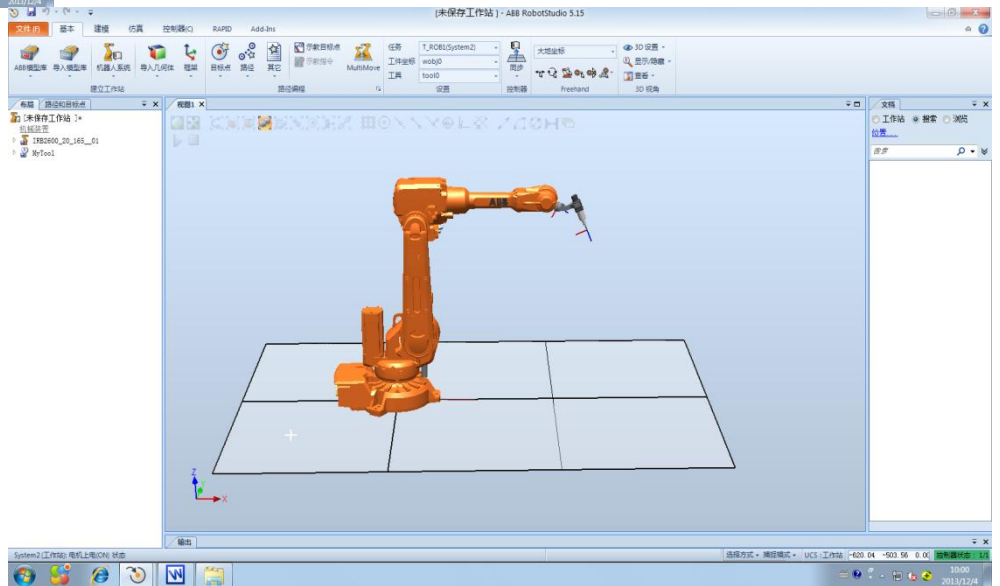 2013/12/4
[未保存工作站 ] - ABB RobotStudio 5.15
文件(F) 基本 建模 仿真 控制器(C) RAPID Add-Ins
ABB模型库 导入模型库 机器人系统 导入几何体 框架 目标点 路径 其它 示教目标点 示教指令 MultiMove 任务 T_ROB1(System2) 工件坐标 wobj0 工具 tool0 同步 大地坐标 3D 设置 显示/隐藏 查看
建立工作站 路径编程 设置 控制器 Freehand 3D 视角
布局 路径和目标点 视图1 X 文档
[未保存工作站 ]* 工作站 搜索 浏览
机械装置 位置....
IRB2600_20_165__01
MyTool 搜索
ABB
Z
Y
X
输出
System2(工作站): 电机上电(ON) 状态 选择方式 捕捉模式 UCS :工作站 -620.04 -503.56 0.00 控制器状态: 1/1
10:00
2013/12/4